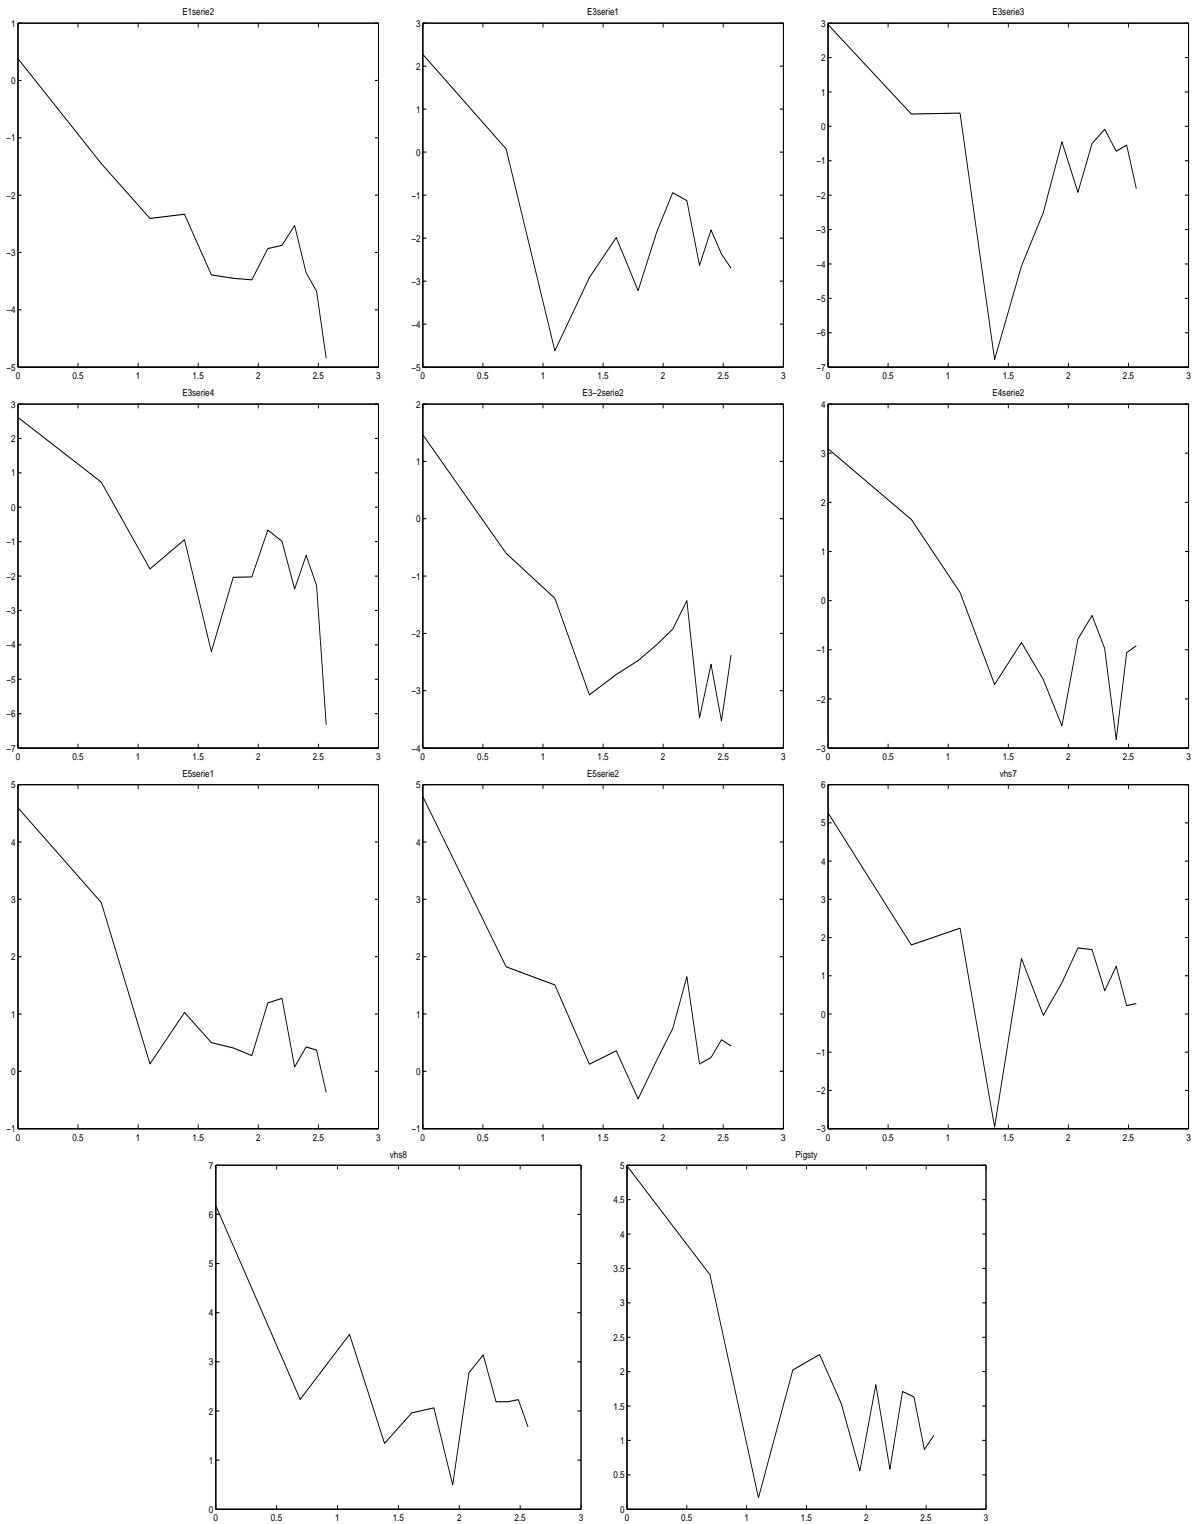 E1serie2 E3serie1 E3serie3
1 3 3
0 2 2
−1 1 1
−2 0 0
−3 −1 −1
−4 −2 −2
−5 −3 −3
−4 −4
−5 −5
−6
−7
0 0.5 1 1.5 2 2.5 3 0 0.5 1 1.5 2 2.5 3 0 0.5 1 1.5 2 2.5 3
E3serie4 E3−2serie2 E4serie2
3 2 4
2 1 3
1 0 2
0 −1 1
−1 −2 0
−2 −3 −1
−3 −4 −2
−4 −3
−5
−6
−7
0 0.5 1 1.5 2 2.5 3 0 0.5 1 1.5 2 2.5 3 0 0.5 1 1.5 2 2.5 3
E5serie1 E5serie2 vhs7
5 5 6
4 4 5
3 3 4
2 2 3
1 1 2
0 0 1
−1 −1 0
−1
−2
−3
0 0.5 1 1.5 2 2.5 3 0 0.5 1 1.5 2 2.5 3 0 0.5 1 1.5 2 2.5 3
vhs8 Pigsty
7 5
6 4.5
5 4
4 3.5
3 3
2 2.5
1 2
0 1.5
1
0.5
0
0 0.5 1 1.5 2 2.5 3 0 0.5 1 1.5 2 2.5 3